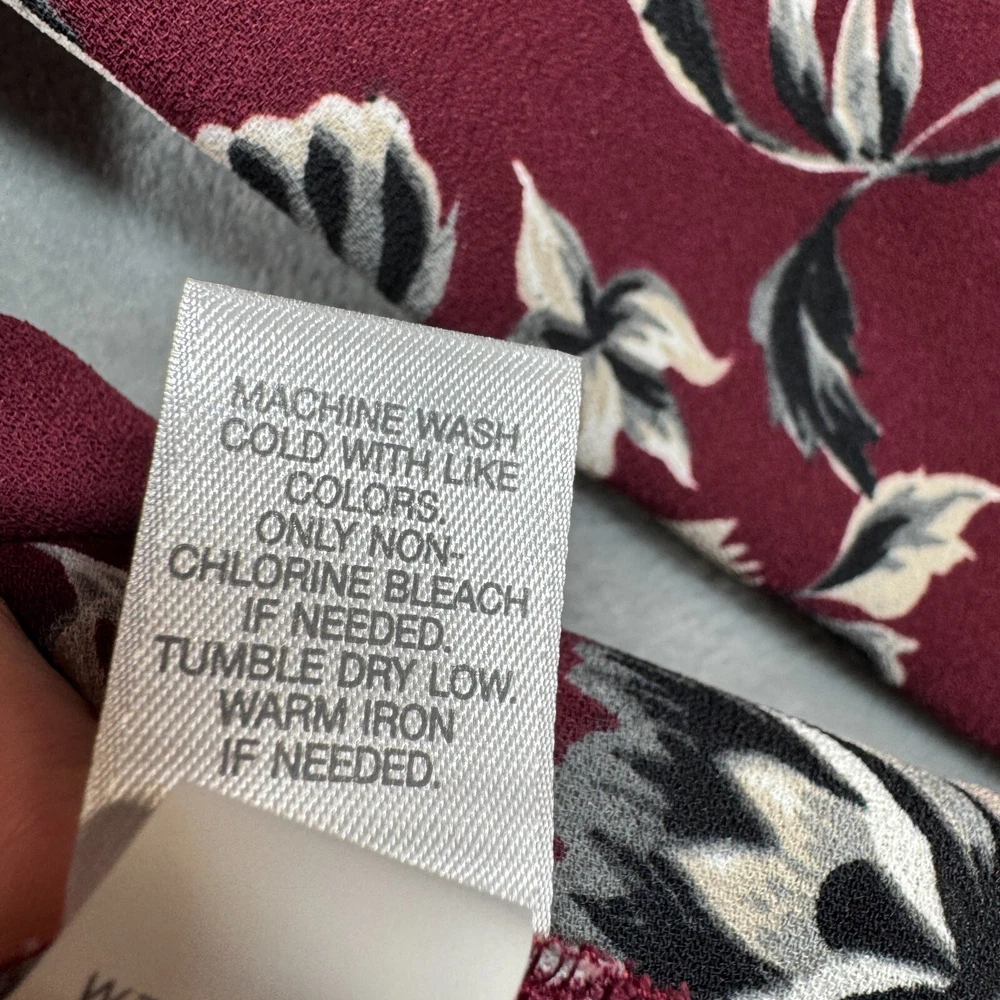 MACHINE WASH
COLD WITH LIKE
COLORS.
ONLY NON-
CHLORINE BLEACH
IF NEEDED.
TUMBLE DRY LOW.
WARM IRON
IF NEEDED.